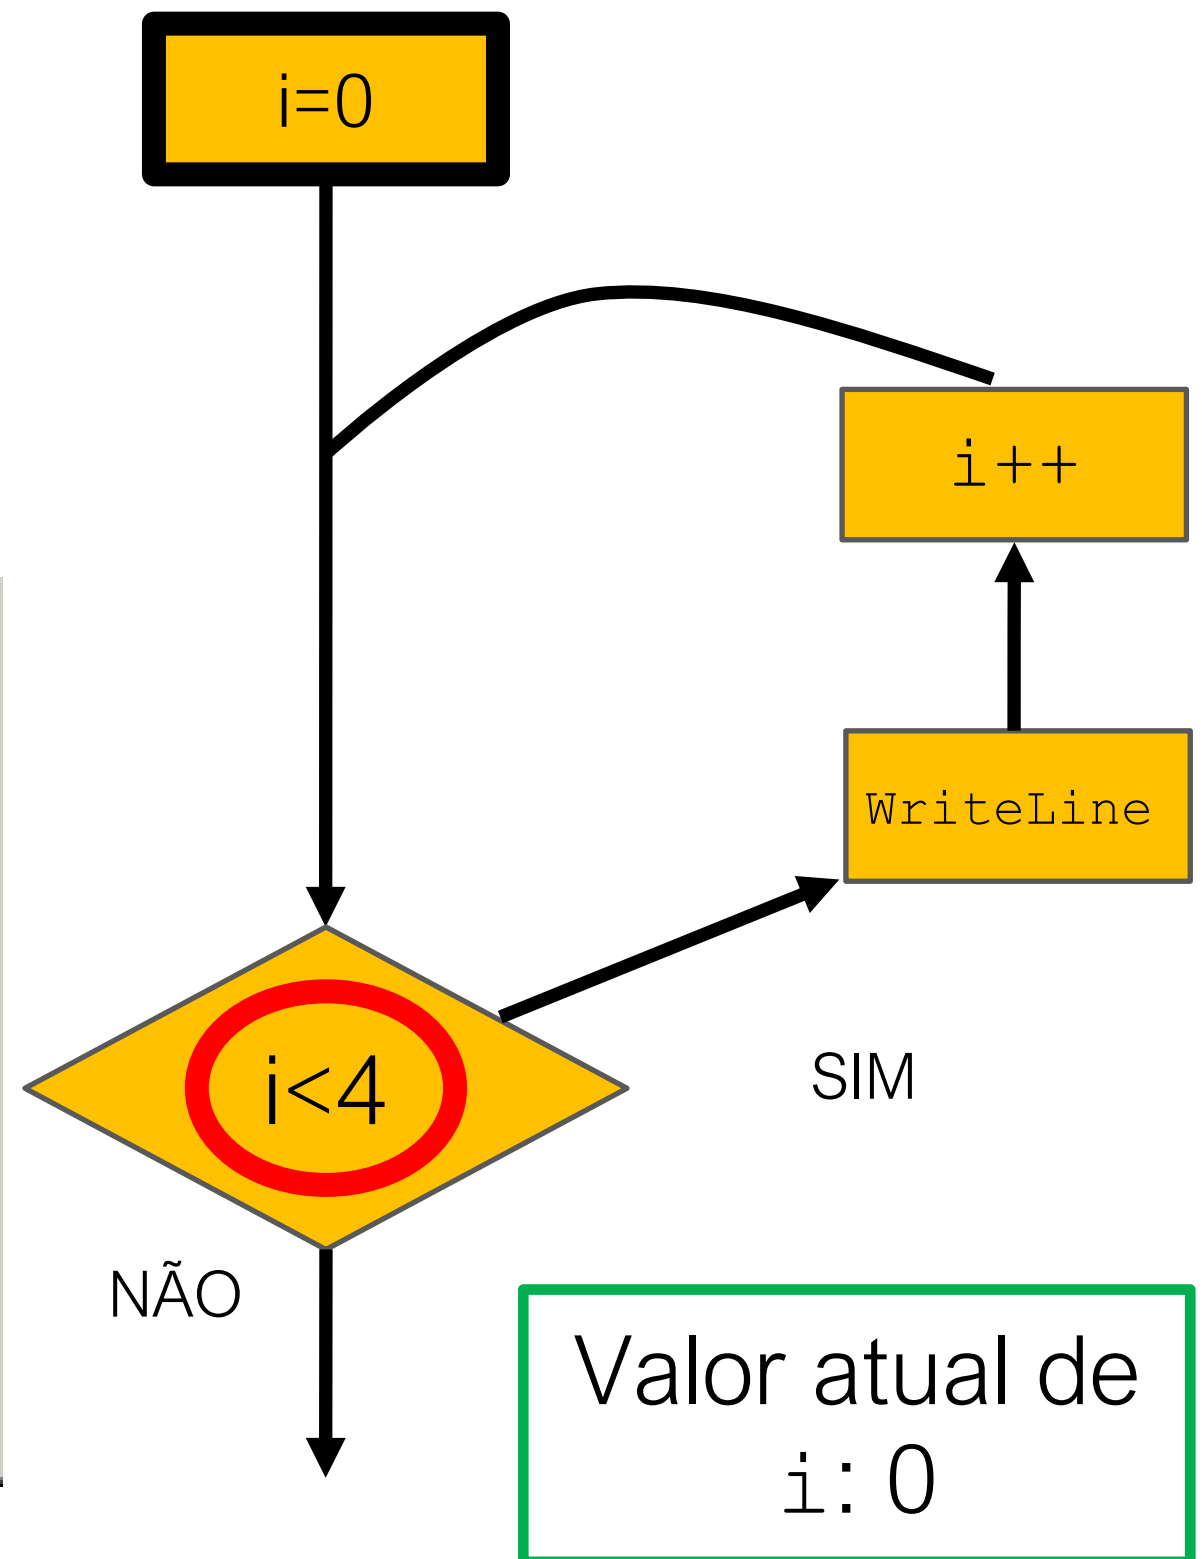 i=0
i++
WriteLine
i<4
SIM
NÃO
Valor atual de
i: 0